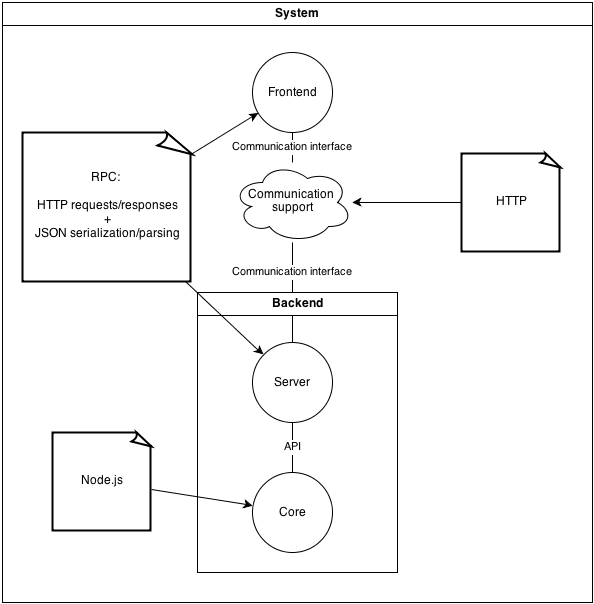 System
Frontend
Communication interface
RPC:
HTTP requests/responses
+
JSON serialization/parsing
Communication
support
HTTP
Communication interface
Backend
Server
API
Node.js
Core